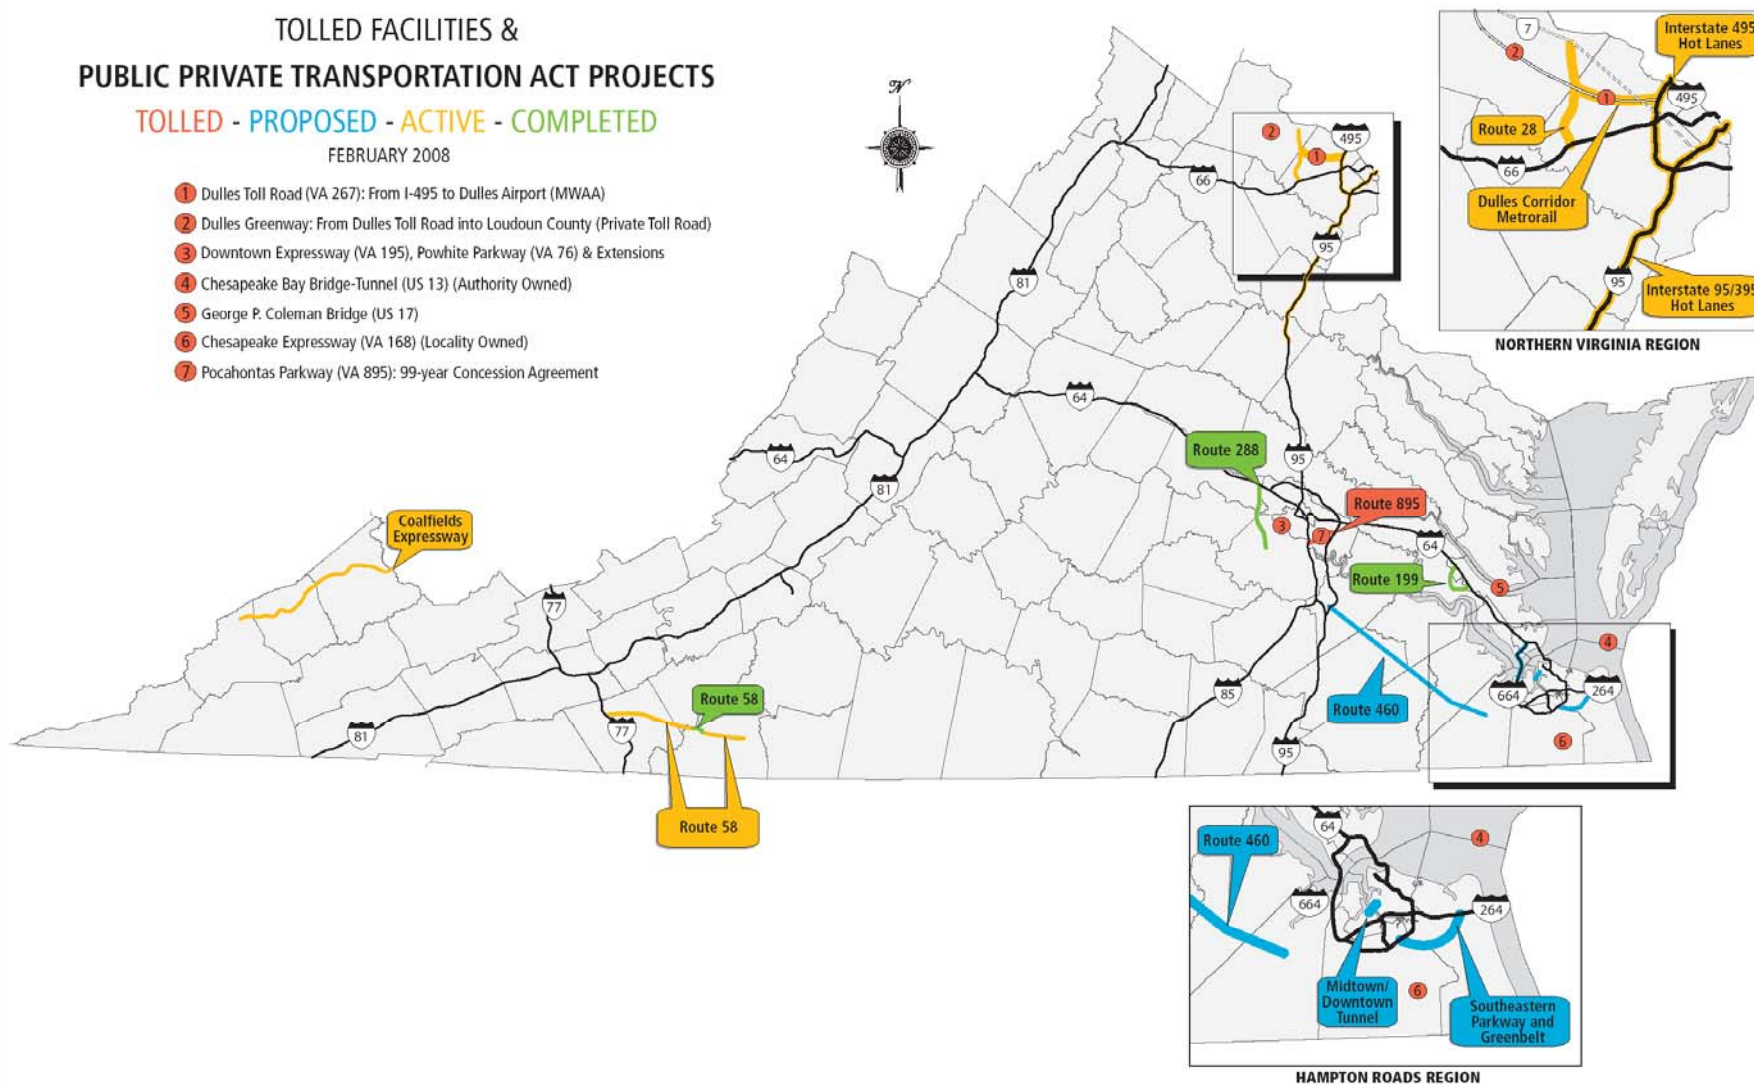 TOLLED FACILITIES &
PUBLIC PRIVATE TRANSPORTATION ACT PROJECTS
TOLLED - PROPOSED - ACTIVE - COMPLETED
FEBRUARY 2008
1 Dulles Toll Road (VA 267): From I-495 to Dulles Airport (MWAA)
2 Dulles Greenway: From Dulles Toll Road into Loudoun County (Private Toll Road)
3 Downtown Expressway (VA 195), Powhite Parkway (VA 76) & Extensions
4 Chesapeake Bay Bridge-Tunnel (US 13) (Authority Owned)
5 George P. Coleman Bridge (US 17)
6 Chesapeake Expressway (VA 168) (Locality Owned)
7 Pocahontas Parkway (VA 895): 99-year Concession Agreement
N
2
1
495
66
95
81
64
64
81
95
Route 288
Route 895
3
7
64
Route 199
5
Coalfields
Expressway
77
4
664
264
Route 460
85
6
95
Route 58
77
81
Route 58
7
2
Interstate 495
Hot Lanes
1
495
Route 28
66
Dulles Corridor
Metrorail
95
Interstate 95/395
Hot Lanes
NORTHERN VIRGINIA REGION
64
Route 460
4
664
264
Midtown/
Downtown
Tunnel
6
Southeastern
Parkway and
Greenbelt
HAMPTON ROADS REGION